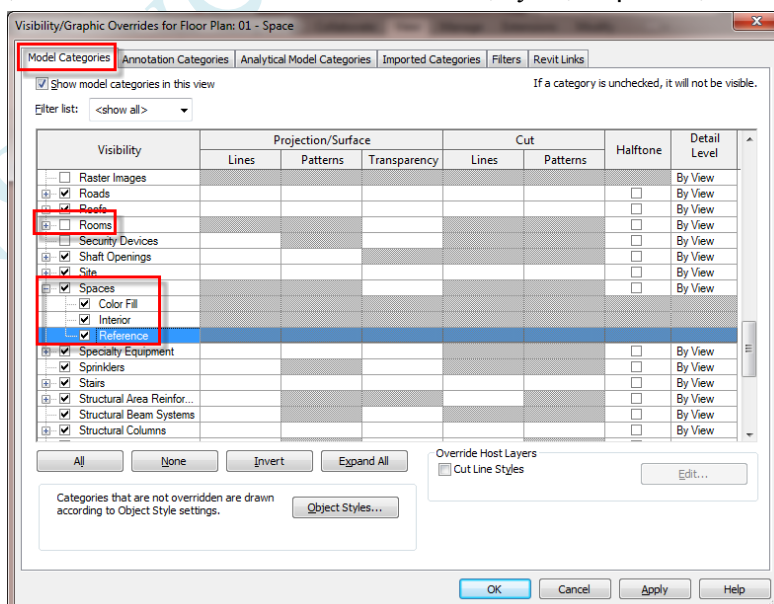 Visibility/Graphic Overrides for Floor Plan: 01 - Space
Model Categories Annotation Categories Analytical Model Categories Imported Categories Filters Revit Links
Show model categories in this view
If a category is unchecked, it will not be visible.
Filter list: <show all>
Visibility Projection/Surface Cut Halftone Detail Level
Lines Patterns Transparency Lines Patterns
Raster Images By View
Roads By View
Roofs By View
Rooms By View
Security Devices By View
Shaft Openings By View
Site By View
Spaces By View
Color Fill
Interior
Reference
Specialty Equipment By View
Sprinklers By View
Stairs By View
Structural Area Reinfor... By View
Structural Beam Systems By View
Structural Columns By View
All None Invert Expand All
Override Host Layers
Cut Line Styles
Edit...
Categories that are not overridden are drawn
according to Object Style settings.
Object Styles...
OK Cancel Apply Help